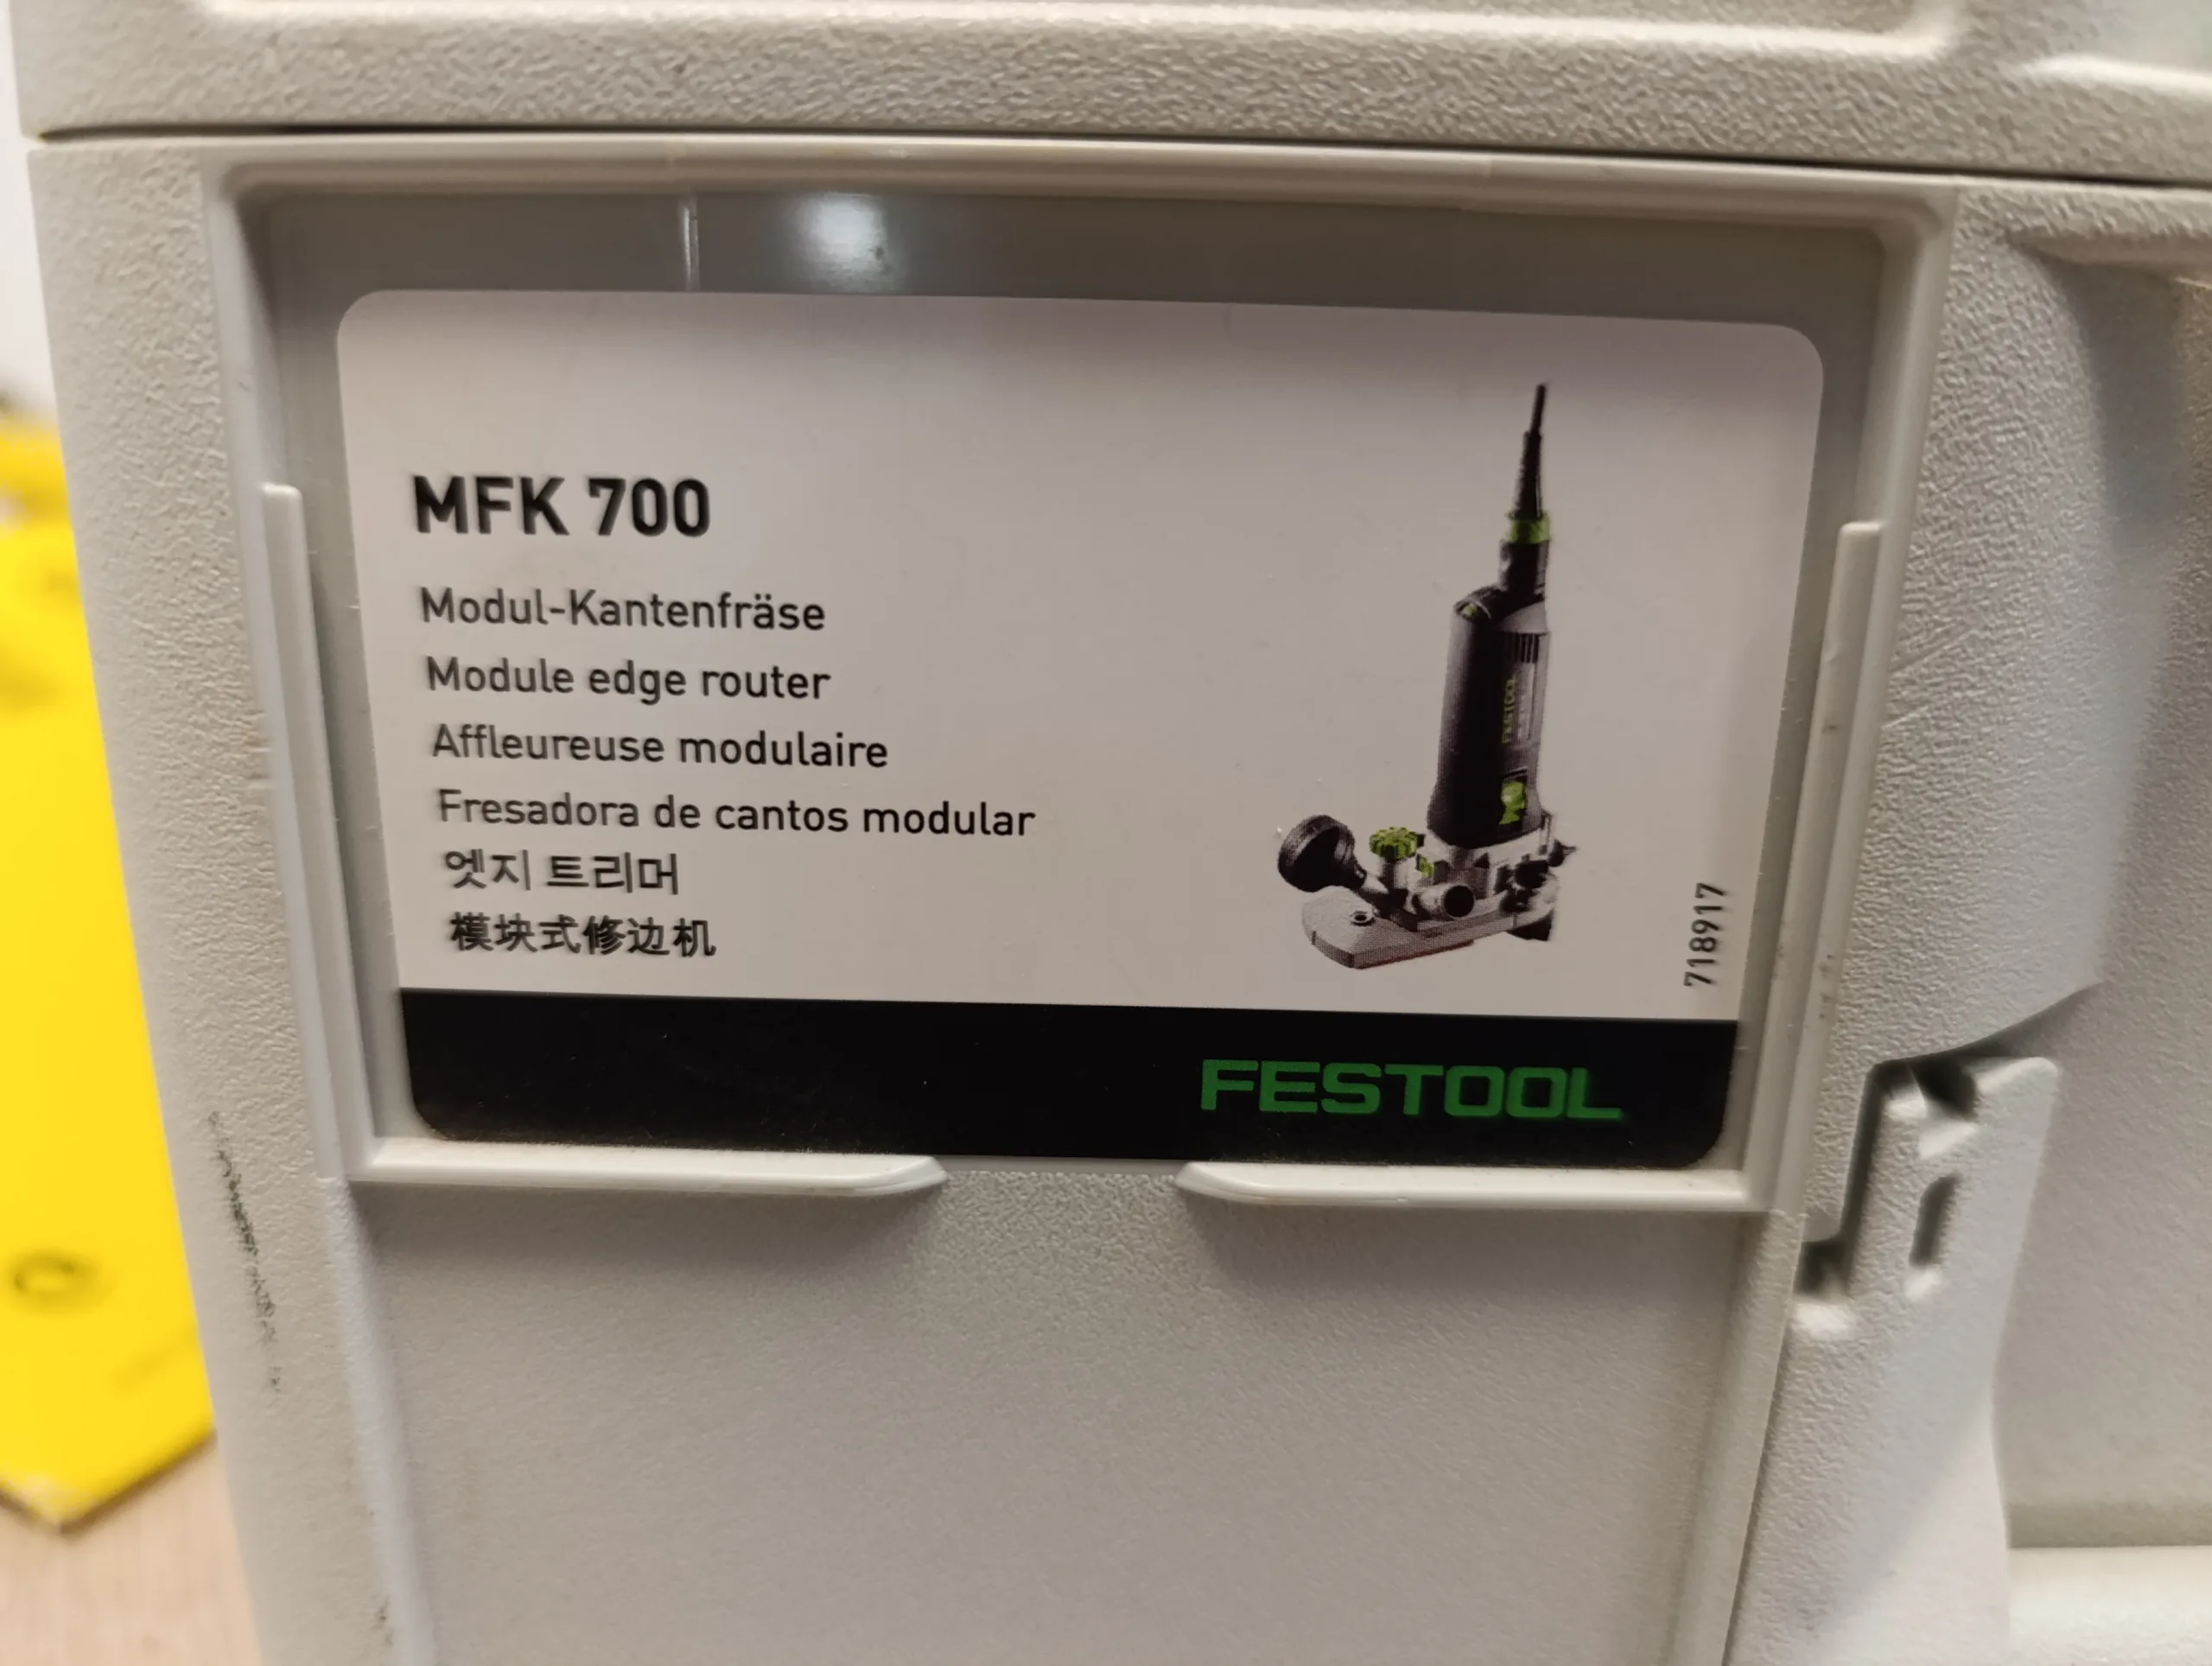 MFK 700
Modul-Kantenfräse
Module edge router
Affleureuse modulaire
Fresadora de cantos modular
엣지 트리머
模块式修边机
FESTOOL
718917
FESTOOL